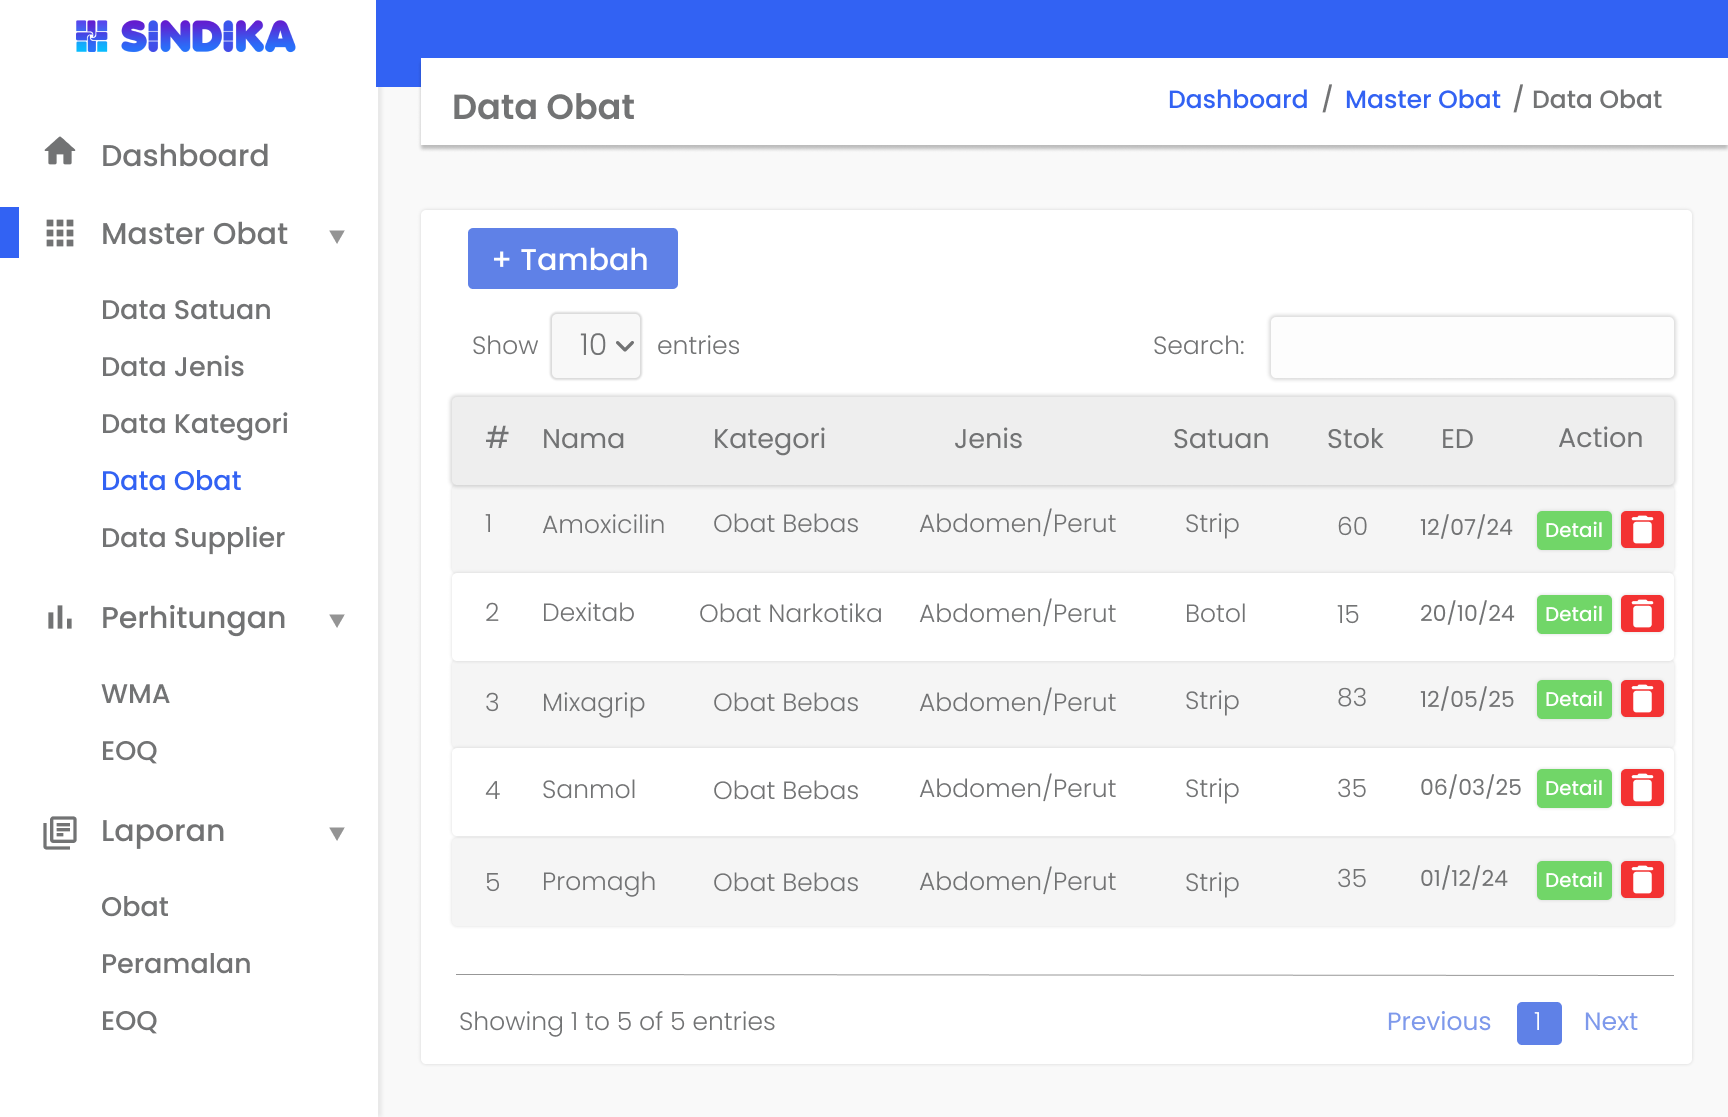 SINDIKA
Dashboard
Master Obat ▼
Data Satuan
Data Jenis
Data Kategori
Data Obat
Data Supplier
Perhitungan ▼
WMA
EOQ
Laporan ▼
Obat
Peramalan
EOQ
Data Obat
Dashboard / Master Obat / Data Obat
+ Tambah
Show 10 entries
Search:
# Nama Kategori Jenis Satuan Stok ED Action
1 Amoxicilin Obat Bebas Abdomen/Perut Strip 60 12/07/24 Detail
2 Dexitab Obat Narkotika Abdomen/Perut Botol 15 20/10/24 Detail
3 Mixagrip Obat Bebas Abdomen/Perut Strip 83 12/05/25 Detail
4 Sanmol Obat Bebas Abdomen/Perut Strip 35 06/03/25 Detail
5 Promagh Obat Bebas Abdomen/Perut Strip 35 01/12/24 Detail
Showing 1 to 5 of 5 entries
Previous 1 Next